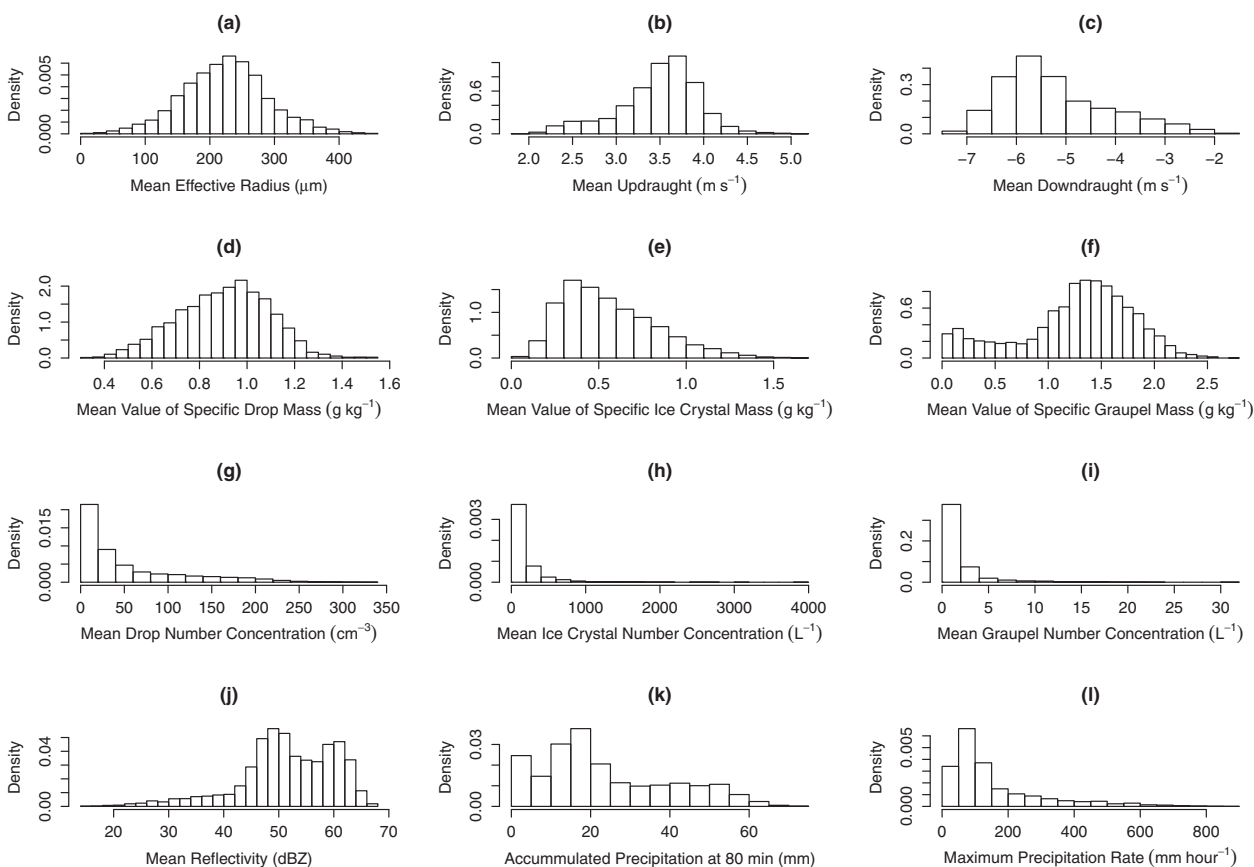 (a)
Density
0.000 0.005
0 100 200 300 400
Mean Effective Radius (μm)
(b)
Density
0.0 0.6
2.0 2.5 3.0 3.5 4.0 4.5 5.0
Mean Updraught (m s⁻¹)
(c)
Density
0.0 0.3
−7 −6 −5 −4 −3 −2
Mean Downdraught (m s⁻¹)
(d)
Density
0.0 1.0 2.0
0.4 0.6 0.8 1.0 1.2 1.4 1.6
Mean Value of Specific Drop Mass (g kg⁻¹)
(e)
Density
0.0 1.0
0.0 0.5 1.0 1.5
Mean Value of Specific Ice Crystal Mass (g kg⁻¹)
(f)
Density
0.0 0.6
0.0 0.5 1.0 1.5 2.0 2.5
Mean Value of Specific Graupel Mass (g kg⁻¹)
(g)
Density
0.000 0.015
0 50 100 150 200 250 300 350
Mean Drop Number Concentration (cm⁻³)
(h)
Density
0.000 0.003
0 1000 2000 3000 4000
Mean Ice Crystal Number Concentration (L⁻¹)
(i)
Density
0.0 0.2
0 5 10 15 20 25 30
Mean Graupel Number Concentration (L⁻¹)
(j)
Density
0.00 0.04
20 30 40 50 60 70
Mean Reflectivity (dBZ)
(k)
Density
0.00 0.03
0 20 40 60
Accumulated Precipitation at 80 min (mm)
(l)
Density
0.000 0.005
0 200 400 600 800
Maximum Precipitation Rate (mm hour⁻¹)